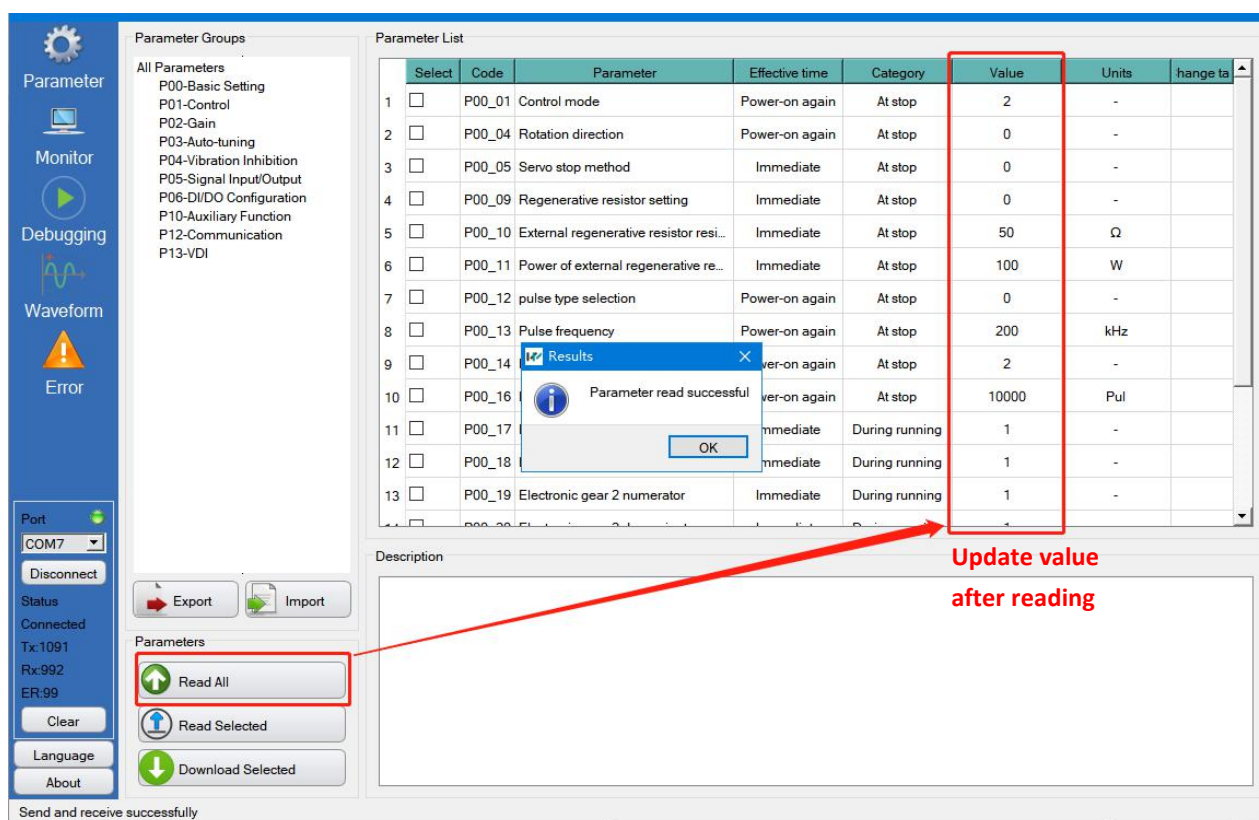 Parameter
Monitor
Debugging
Waveform
Error
Port
COM7
Disconnect
Status
Connected
Tx:1091
Rx:992
ER:99
Clear
Language
About
Send and receive successfully
Parameter Groups
All Parameters
P00-Basic Setting
P01-Control
P02-Gain
P03-Auto-tuning
P04-Vibration Inhibition
P05-Signal Input/Output
P06-DI/DO Configuration
P10-Auxiliary Function
P12-Communication
P13-VDI
Export Import
Parameters
Read All
Read Selected
Download Selected
Parameter List
Select Code Parameter Effective time Category Value Units hange ta
1 P00_01 Control mode Power-on again At stop 2 -
2 P00_04 Rotation direction Power-on again At stop 0 -
3 P00_05 Servo stop method Immediate At stop 0 -
4 P00_09 Regenerative resistor setting Immediate At stop 0 -
5 P00_10 External regenerative resistor resi... Immediate At stop 50 Ω
6 P00_11 Power of external regenerative re... Immediate At stop 100 W
7 P00_12 pulse type selection Power-on again At stop 0 -
8 P00_13 Pulse frequency Power-on again At stop 200 kHz
9 P00_14 wer-on again At stop 2 -
10 P00_16 wer-on again At stop 10000 Pul
11 P00_17 mmediate During running 1 -
12 P00_18 mmediate During running 1 -
13 P00_19 Electronic gear 2 numerator Immediate During running 1 -
Results
Parameter read successful
OK
Description
Update value
after reading